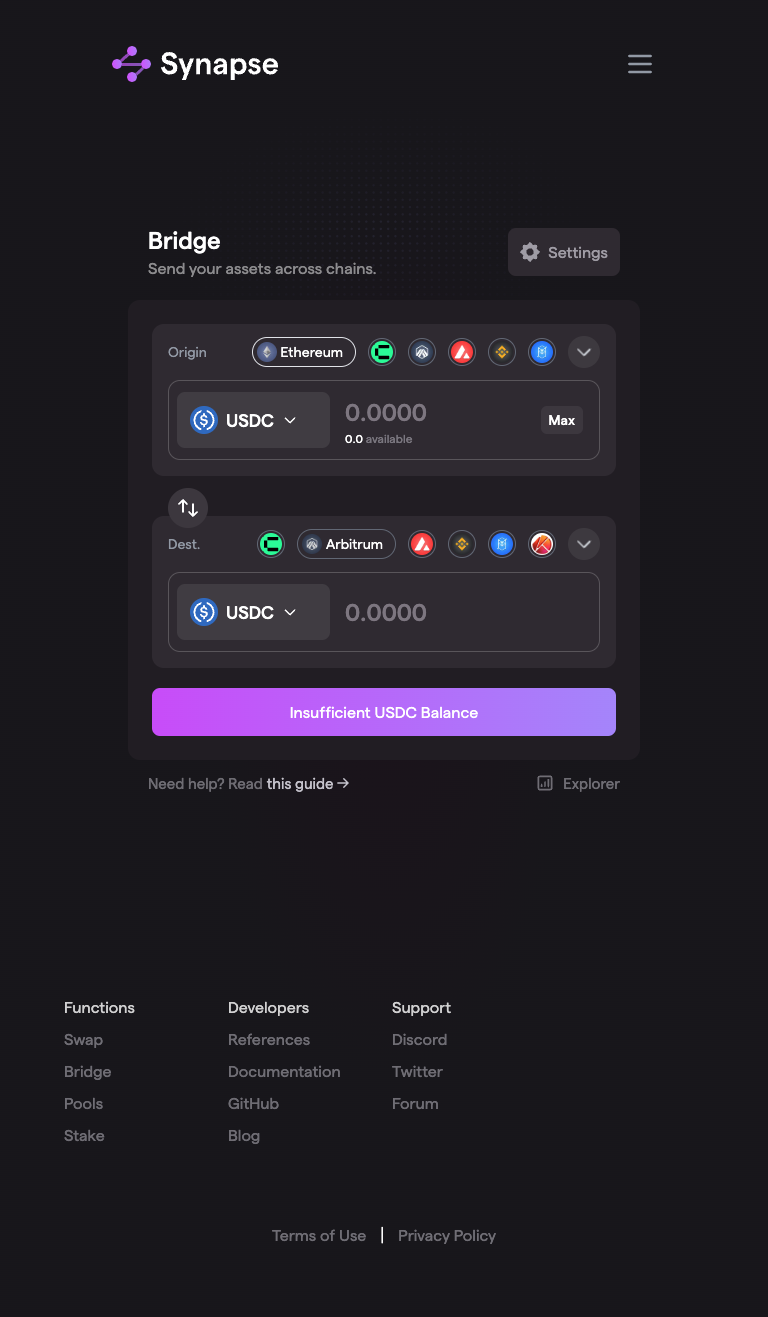 Synapse
Bridge
Send your assets across chains.
Settings
Origin
Ethereum
USDC
0.0000
0.0 available
Max
Dest.
Arbitrum
USDC
0.0000
Insufficient USDC Balance
Need help? Read this guide →
Explorer
Functions
Swap
Bridge
Pools
Stake
Developers
References
Documentation
GitHub
Blog
Support
Discord
Twitter
Forum
Terms of Use | Privacy Policy